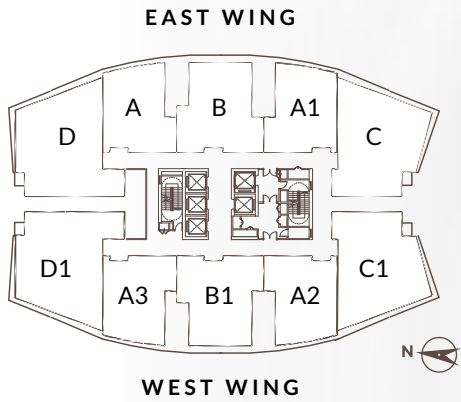 EAST WING
A B A1
D C
D1 C1
A3 B1 A2
N
WEST WING